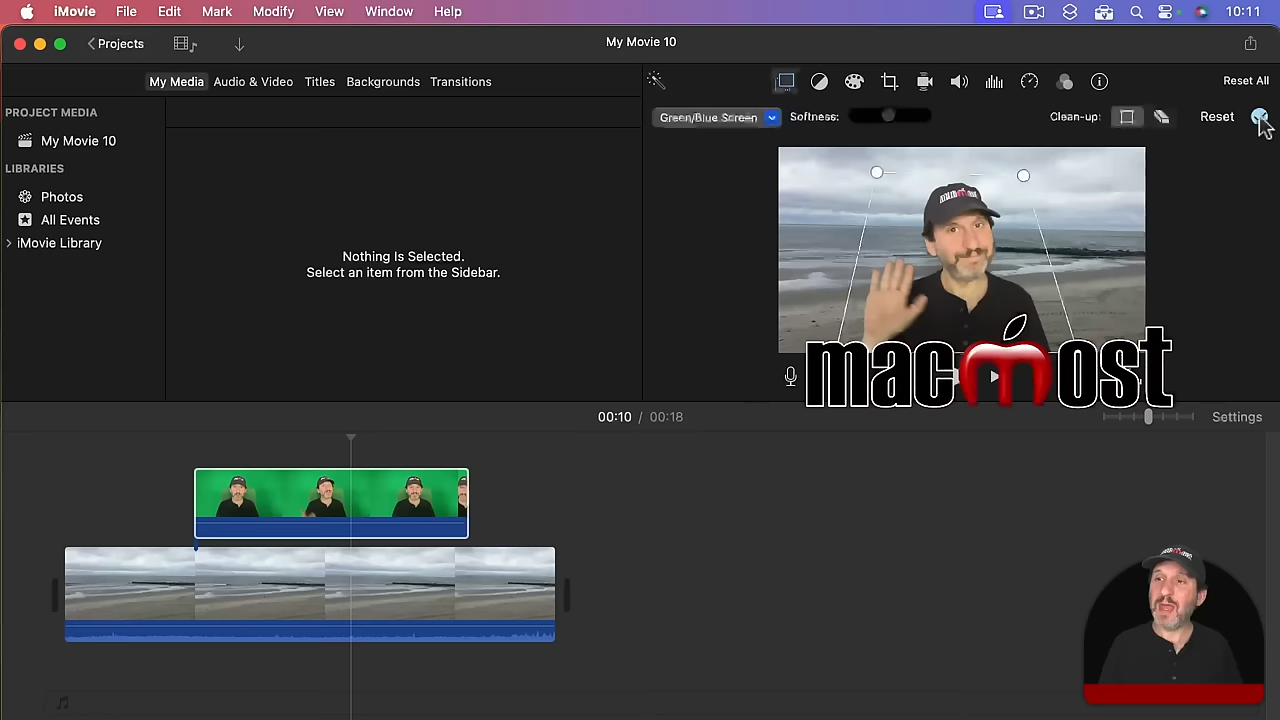 iMovie File Edit Mark Modify View Window Help 10:11
Projects My Movie 10
My Media Audio & Video Titles Backgrounds Transitions Reset All
PROJECT MEDIA
My Movie 10
LIBRARIES
Photos
All Events
iMovie Library
Nothing Is Selected.
Select an item from the Sidebar.
Green/Blue Screen Softness: Clean-up: Reset
macmost
00:10 / 00:18 Settings